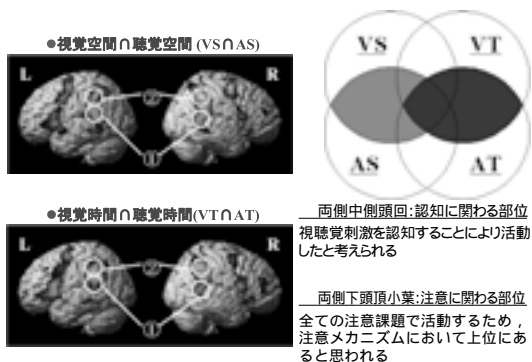 ●視覚空間∩聴覚空間 (VS∩AS)
L
R
②
①
●視覚時間∩聴覚時間(VT∩AT)
L
R
②
①
VS
VT
AS
AT
両側中側頭回:認知に関わる部位
視聴覚刺激を認知することにより活動
したと考えられる
両側下頭頂小葉:注意に関わる部位
全ての注意課題で活動するため，
注意メカニズムにおいて上位にあ
ると思われる